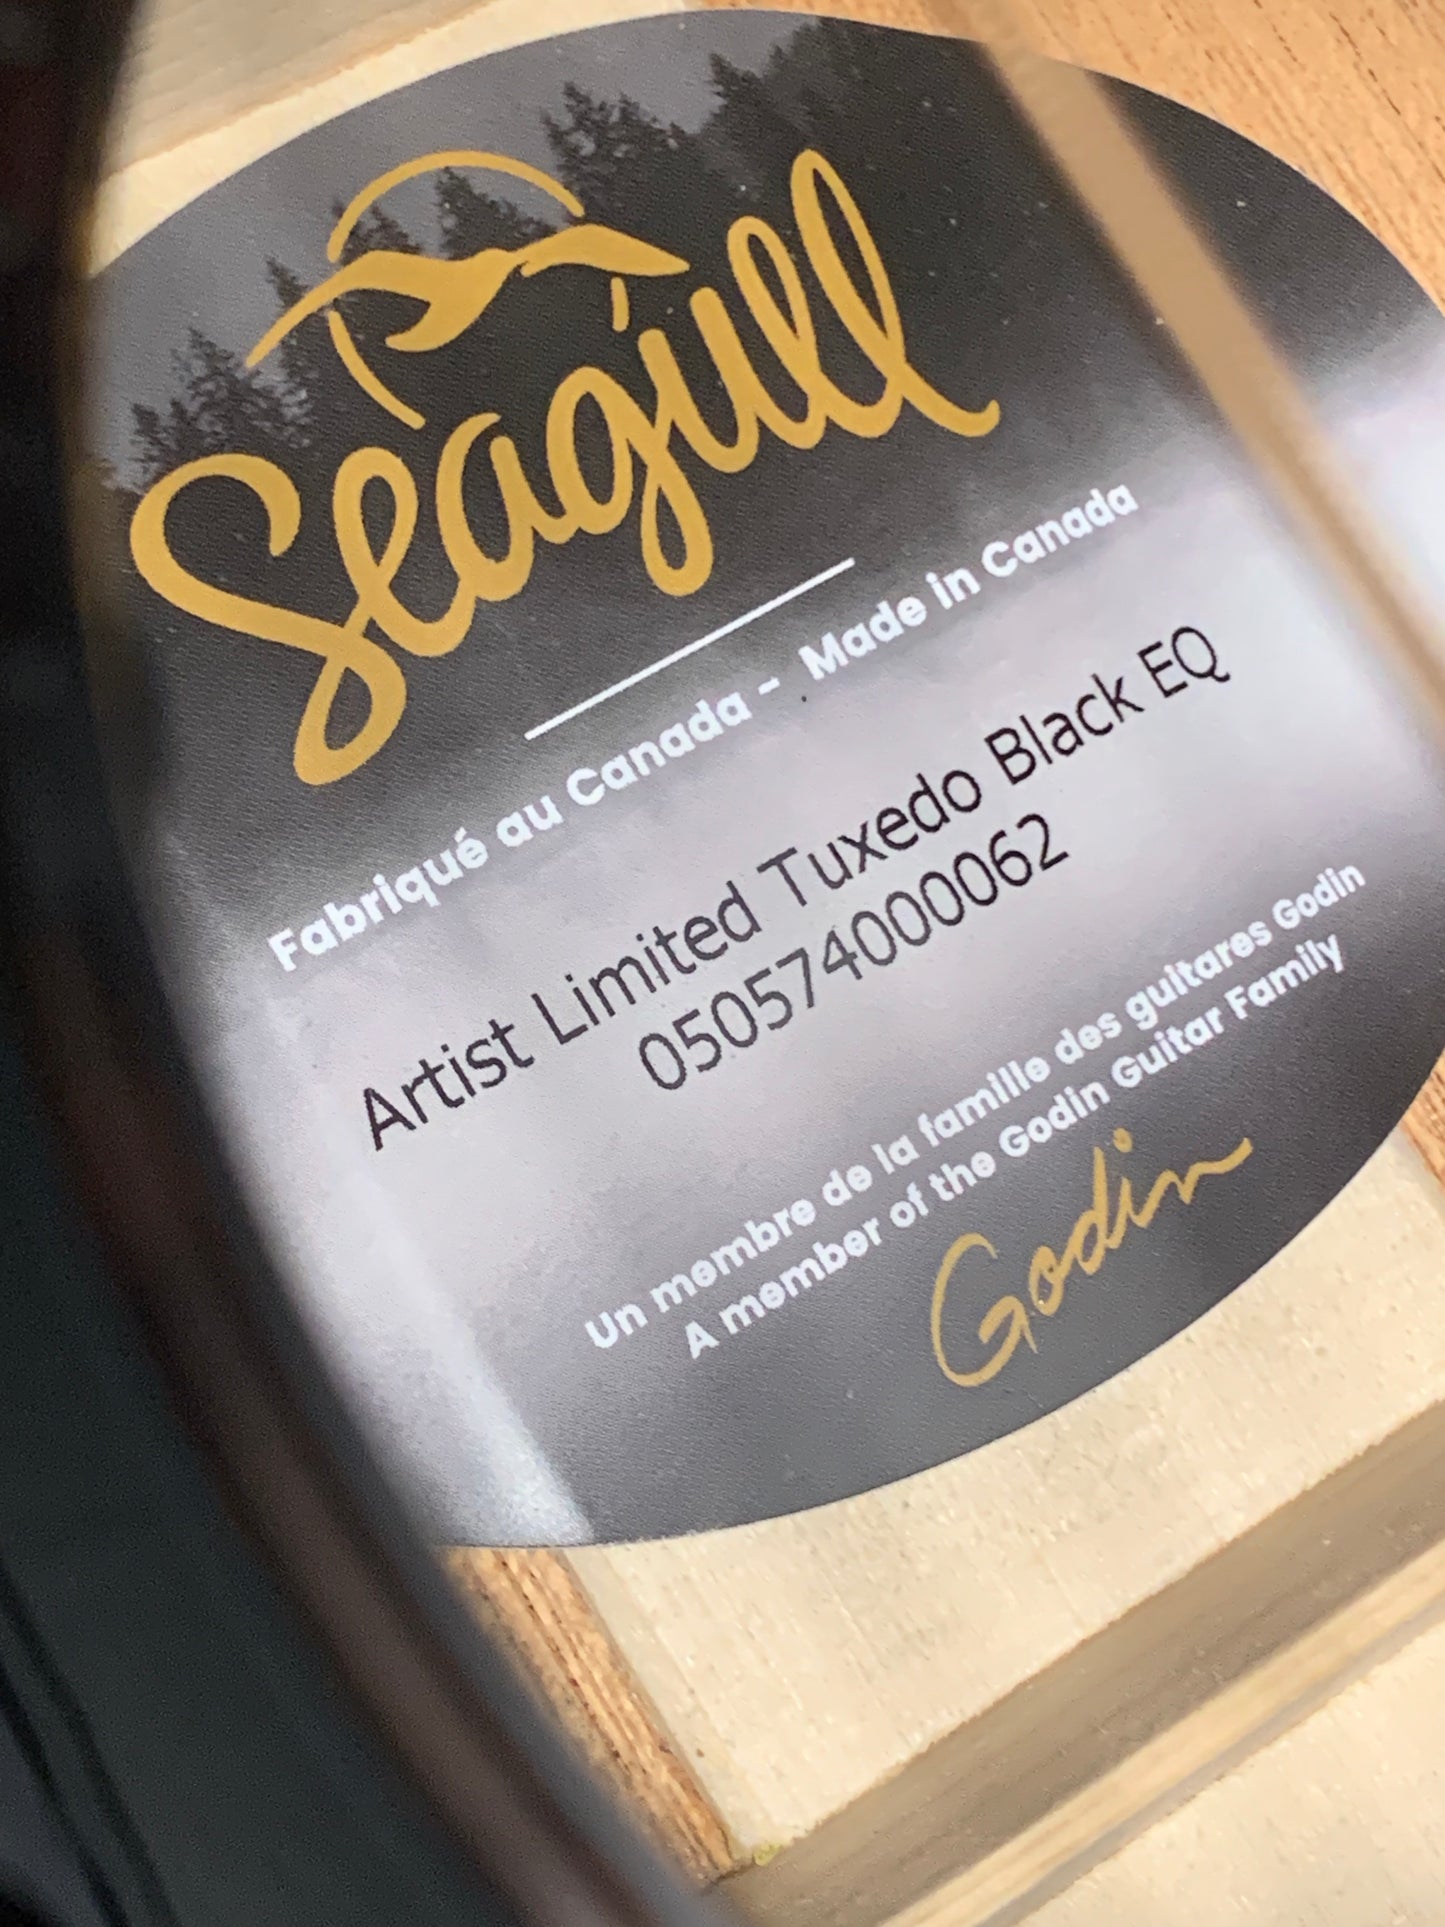 Seagull
Fabriqué au Canada - Made in Canada
Artist Limited Tuxedo Black EQ
050574000062
Un membre de la famille des guitares Godin
A member of the Godin Guitar Family
Godin